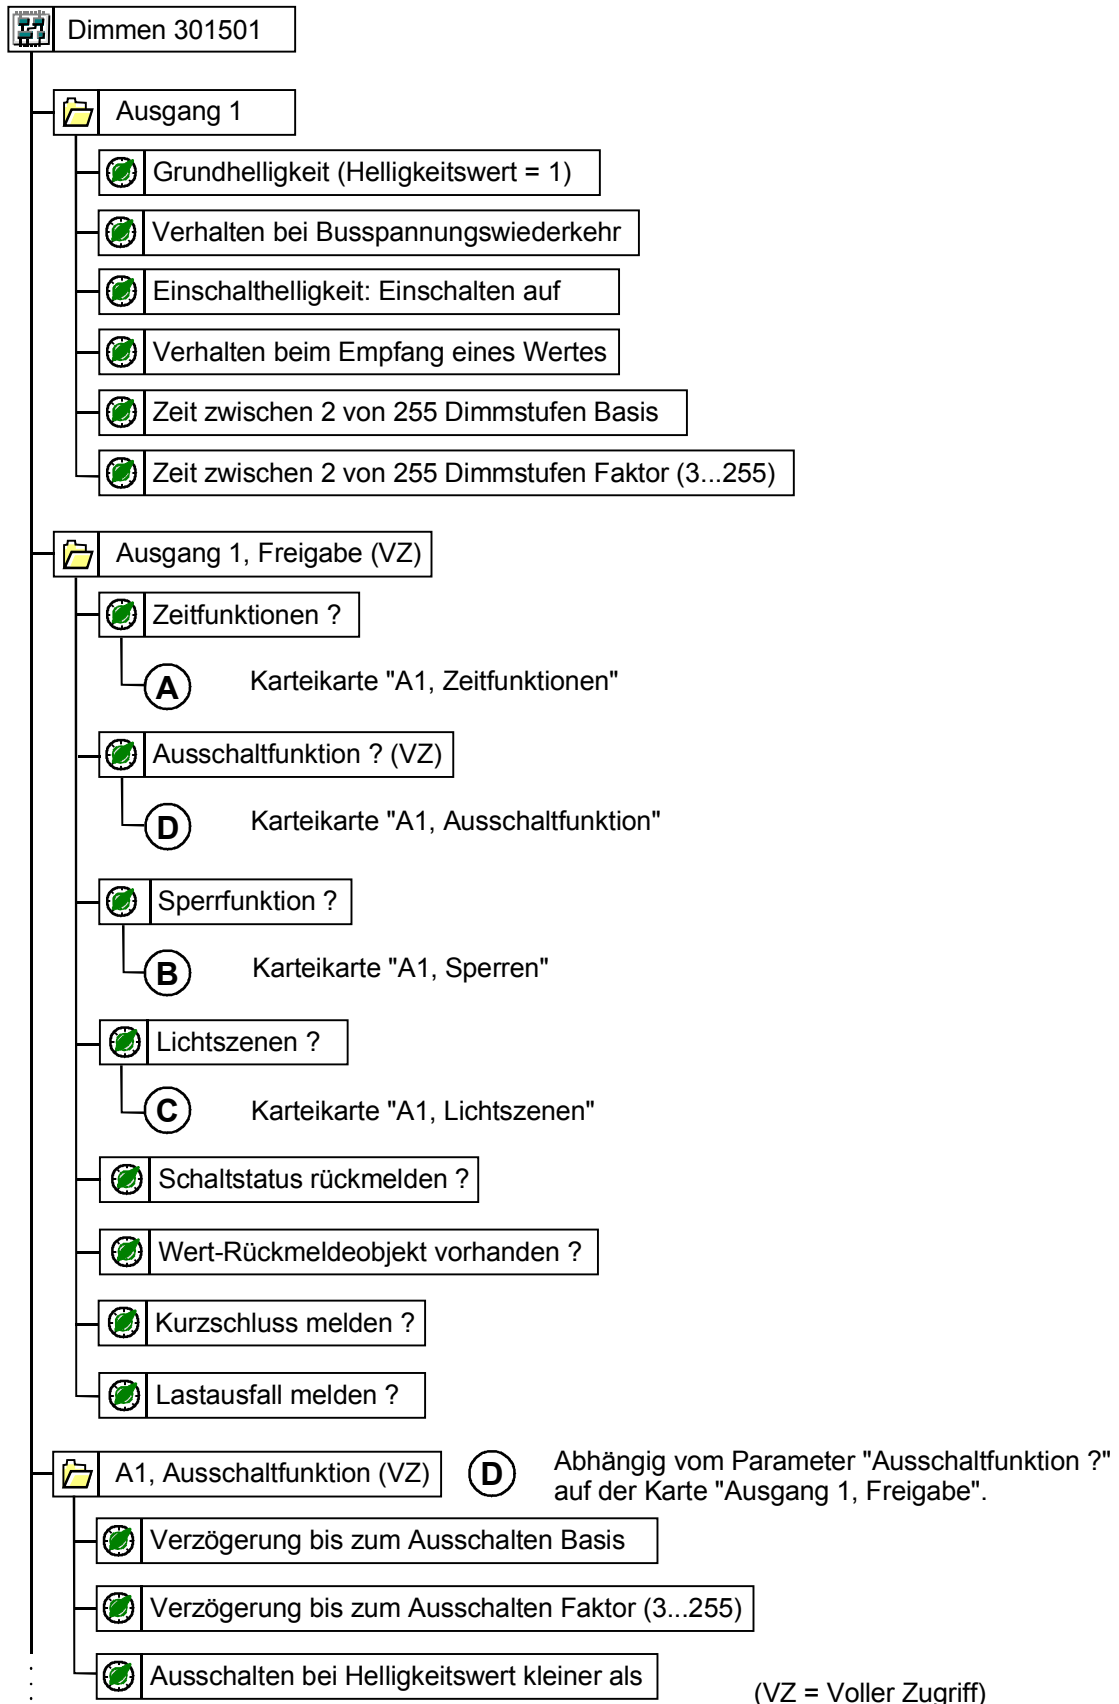 Dimmen 301501
Ausgang 1
Grundhelligkeit (Helligkeitswert = 1)
Verhalten bei Busspannungswiederkehr
Einschalthelligkeit: Einschalten auf
Verhalten beim Empfang eines Wertes
Zeit zwischen 2 von 255 Dimmstufen Basis
Zeit zwischen 2 von 255 Dimmstufen Faktor (3...255)
Ausgang 1, Freigabe (VZ)
Zeitfunktionen ?
A Karteikarte "A1, Zeitfunktionen"
Ausschaltfunktion ? (VZ)
D Karteikarte "A1, Ausschaltfunktion"
Sperrfunktion ?
B Karteikarte "A1, Sperren"
Lichtszenen ?
C Karteikarte "A1, Lichtszenen"
Schaltstatus rückmelden ?
Wert-Rückmeldeobjekt vorhanden ?
Kurzschluss melden ?
Lastausfall melden ?
A1, Ausschaltfunktion (VZ)
D Abhängig vom Parameter "Ausschaltfunktion ?"
auf der Karte "Ausgang 1, Freigabe".
Verzögerung bis zum Ausschalten Basis
Verzögerung bis zum Ausschalten Faktor (3...255)
Ausschalten bei Helligkeitswert kleiner als
(VZ = Voller Zugriff)